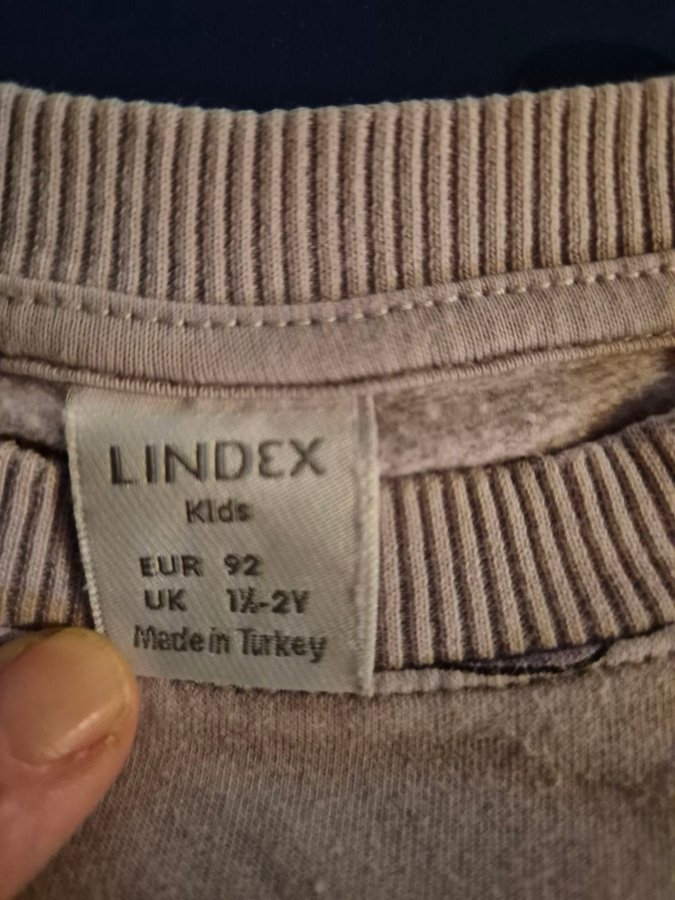 LINDEX
Kids
EUR 92
UK 1½-2Y
Made in Turkey